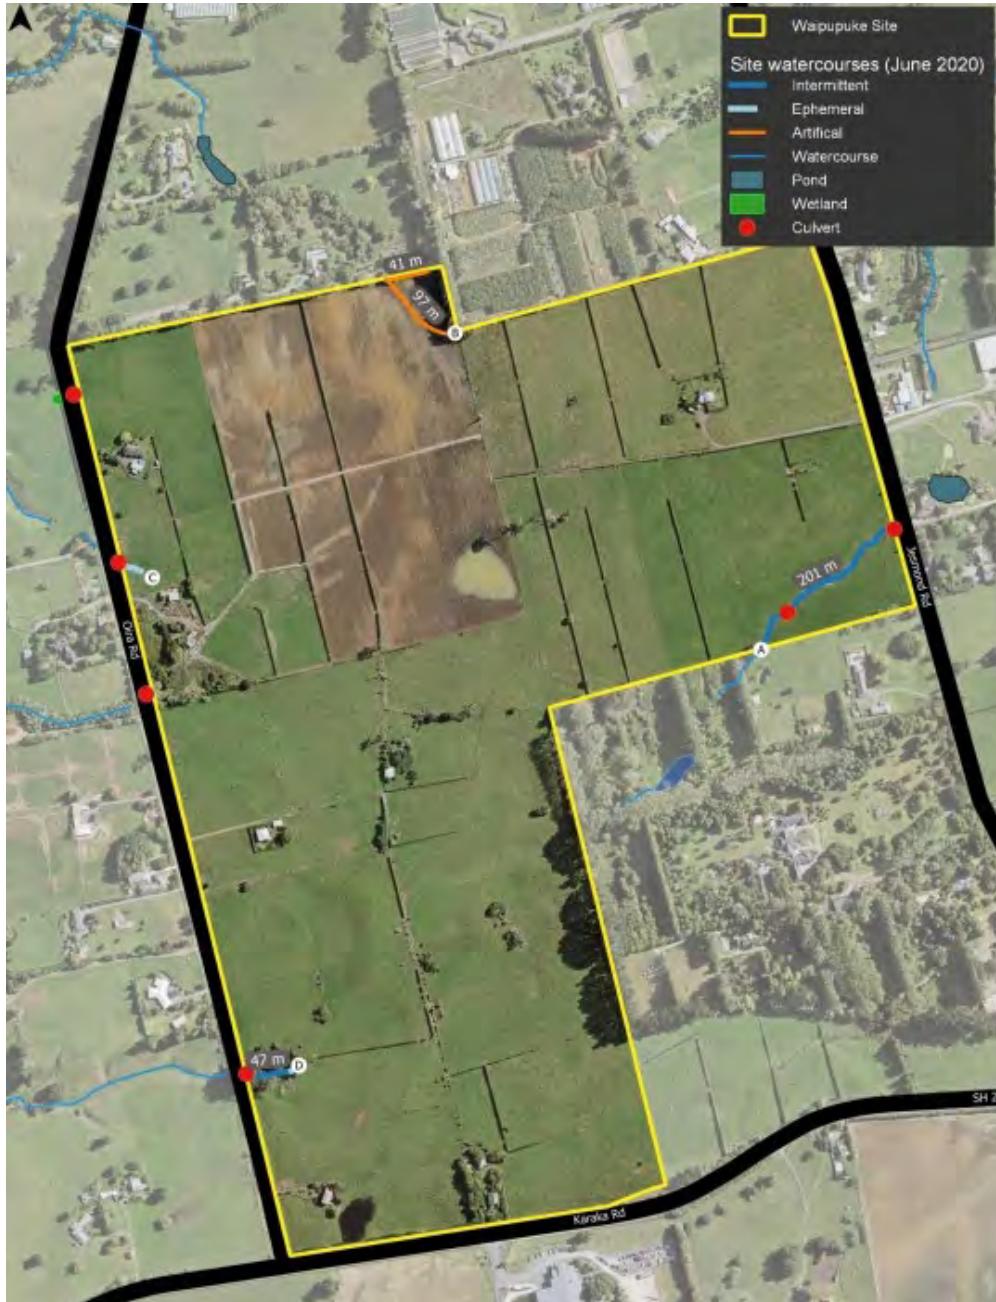 Waipupuke Site
Site watercourses (June 2020)
Intermittent
Ephemeral
Artifical
Watercourse
Pond
Wetland
Culvert
41 m
97 m
B
201 m
Jesmond Rd
C
A
Oira Rd
47 m
D
SH 2
Karaka Rd